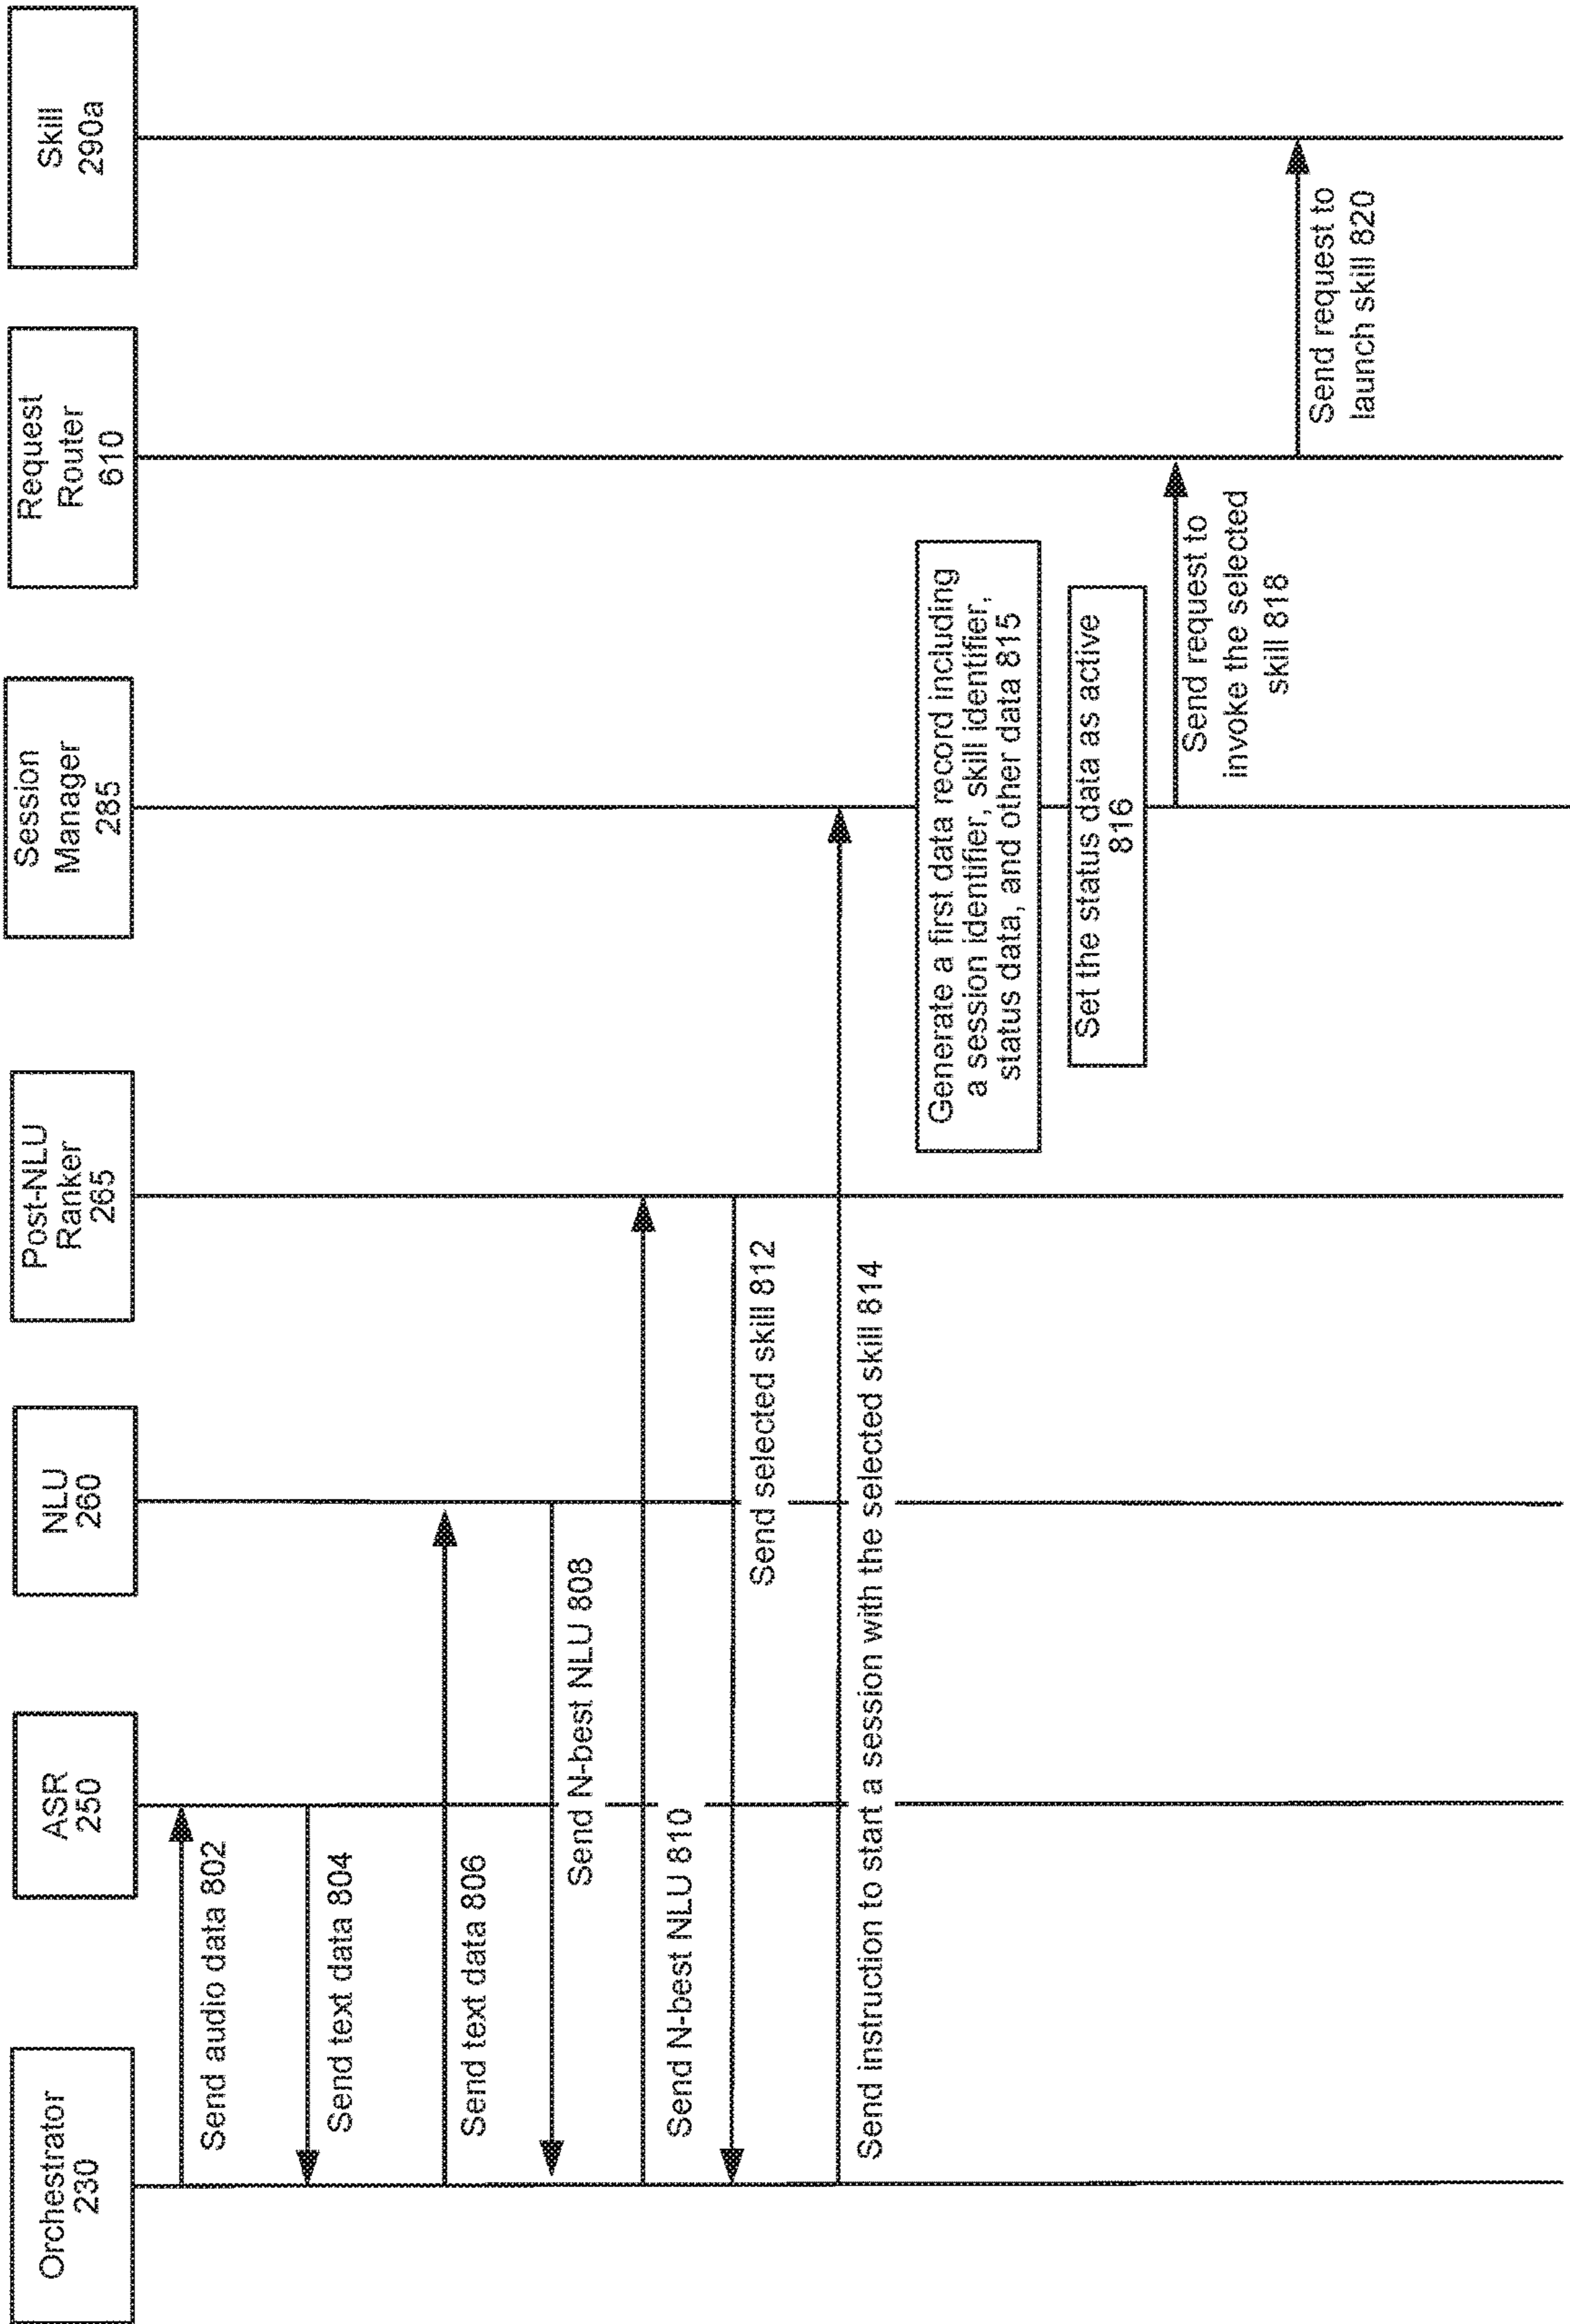 Orchestrator
230
ASR
250
NLU
260
Post-NLU
Ranker
265
Session
Manager
285
Request
Router
610
Skill
290a
Send audio data 802
Send text data 804
Send text data 806
Send N-best NLU 808
Send N-best NLU 810
Send selected skill 812
Send instruction to start a session with the selected skill 814
Generate a first data record including
a session identifier, skill identifier,
status data, and other data 815
Set the status data as active
816
Send request to
invoke the selected
skill 818
Send request to
launch skill 820